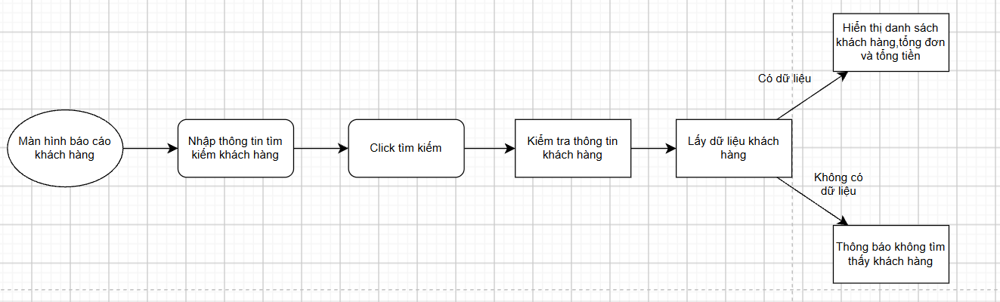 Màn hình báo cáo
khách hàng
Nhập thông tin tìm
kiếm khách hàng
Click tìm kiếm
Kiểm tra thông tin
khách hàng
Lấy dữ liệu khách
hàng
Có dữ liệu
Hiển thị danh sách
khách hàng,tổng đơn
và tổng tiền
Không có
dữ liệu
Thông báo không tìm
thấy khách hàng